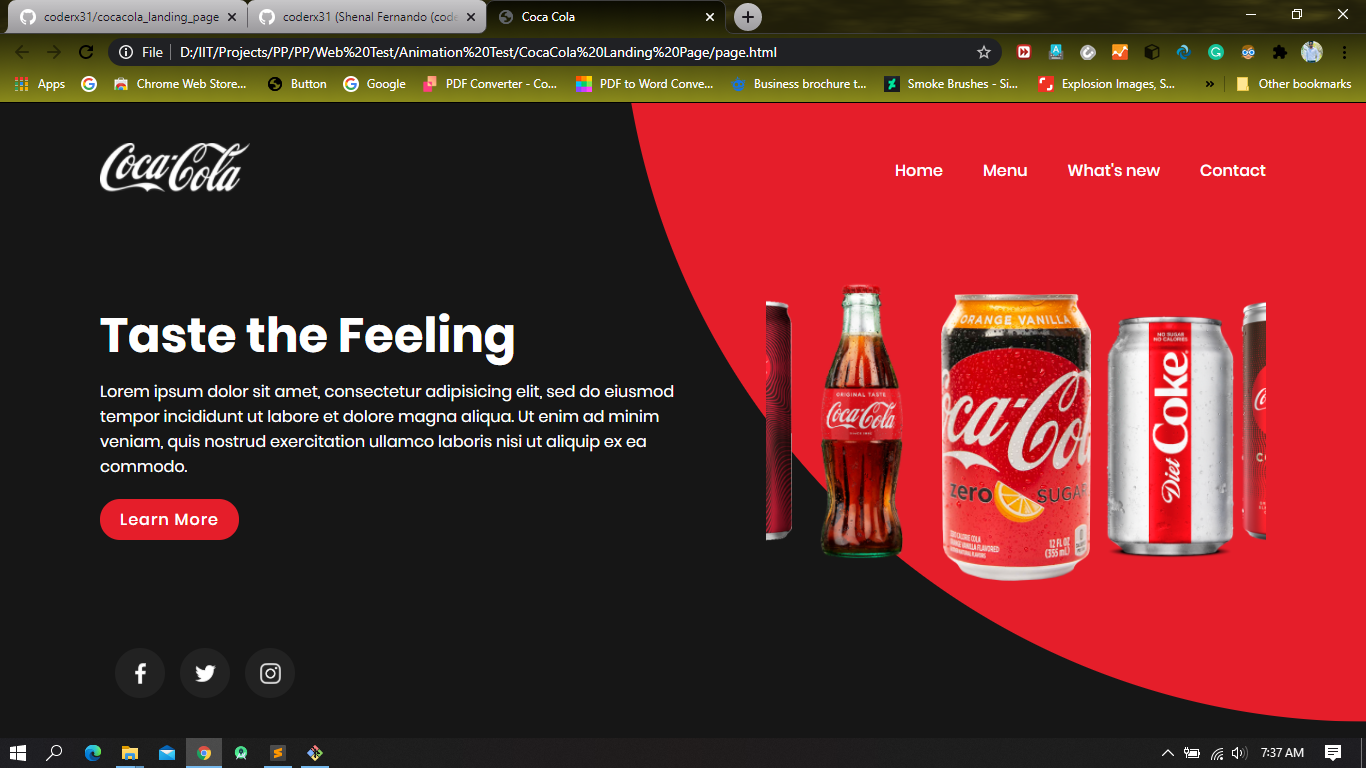 coderx31/cocacola_landing_page
coderx31 (Shenal Fernando (code
Coca Cola
File
D:/IIT/Projects/PP/PP/Web%20Test/Animation%20Test/CocaCola%20Landing%20Page/page.html
Apps
Chrome Web Store...
Button
Google
PDF Converter - Co...
PDF to Word Conve...
Business brochure t...
Smoke Brushes - Si...
Explosion Images, S...
»
Other bookmarks
Coca-Cola
Home
Menu
What's new
Contact
Taste the Feeling
Lorem ipsum dolor sit amet, consectetur adipisicing elit, sed do eiusmod
tempor incididunt ut labore et dolore magna aliqua. Ut enim ad minim
veniam, quis nostrud exercitation ullamco laboris nisi ut aliquip ex ea
commodo.
Learn More
ORIGINAL TASTE
Coca-Cola
ORANGE VANILLA
Coca-Cola
zero SUGAR
0 CALORIE COLA
ORANGE VANILLA FLAVORED
12 FL OZ
(355 mL)
NO SUGAR
NO CALORIES
Diet Coke
7:37 AM